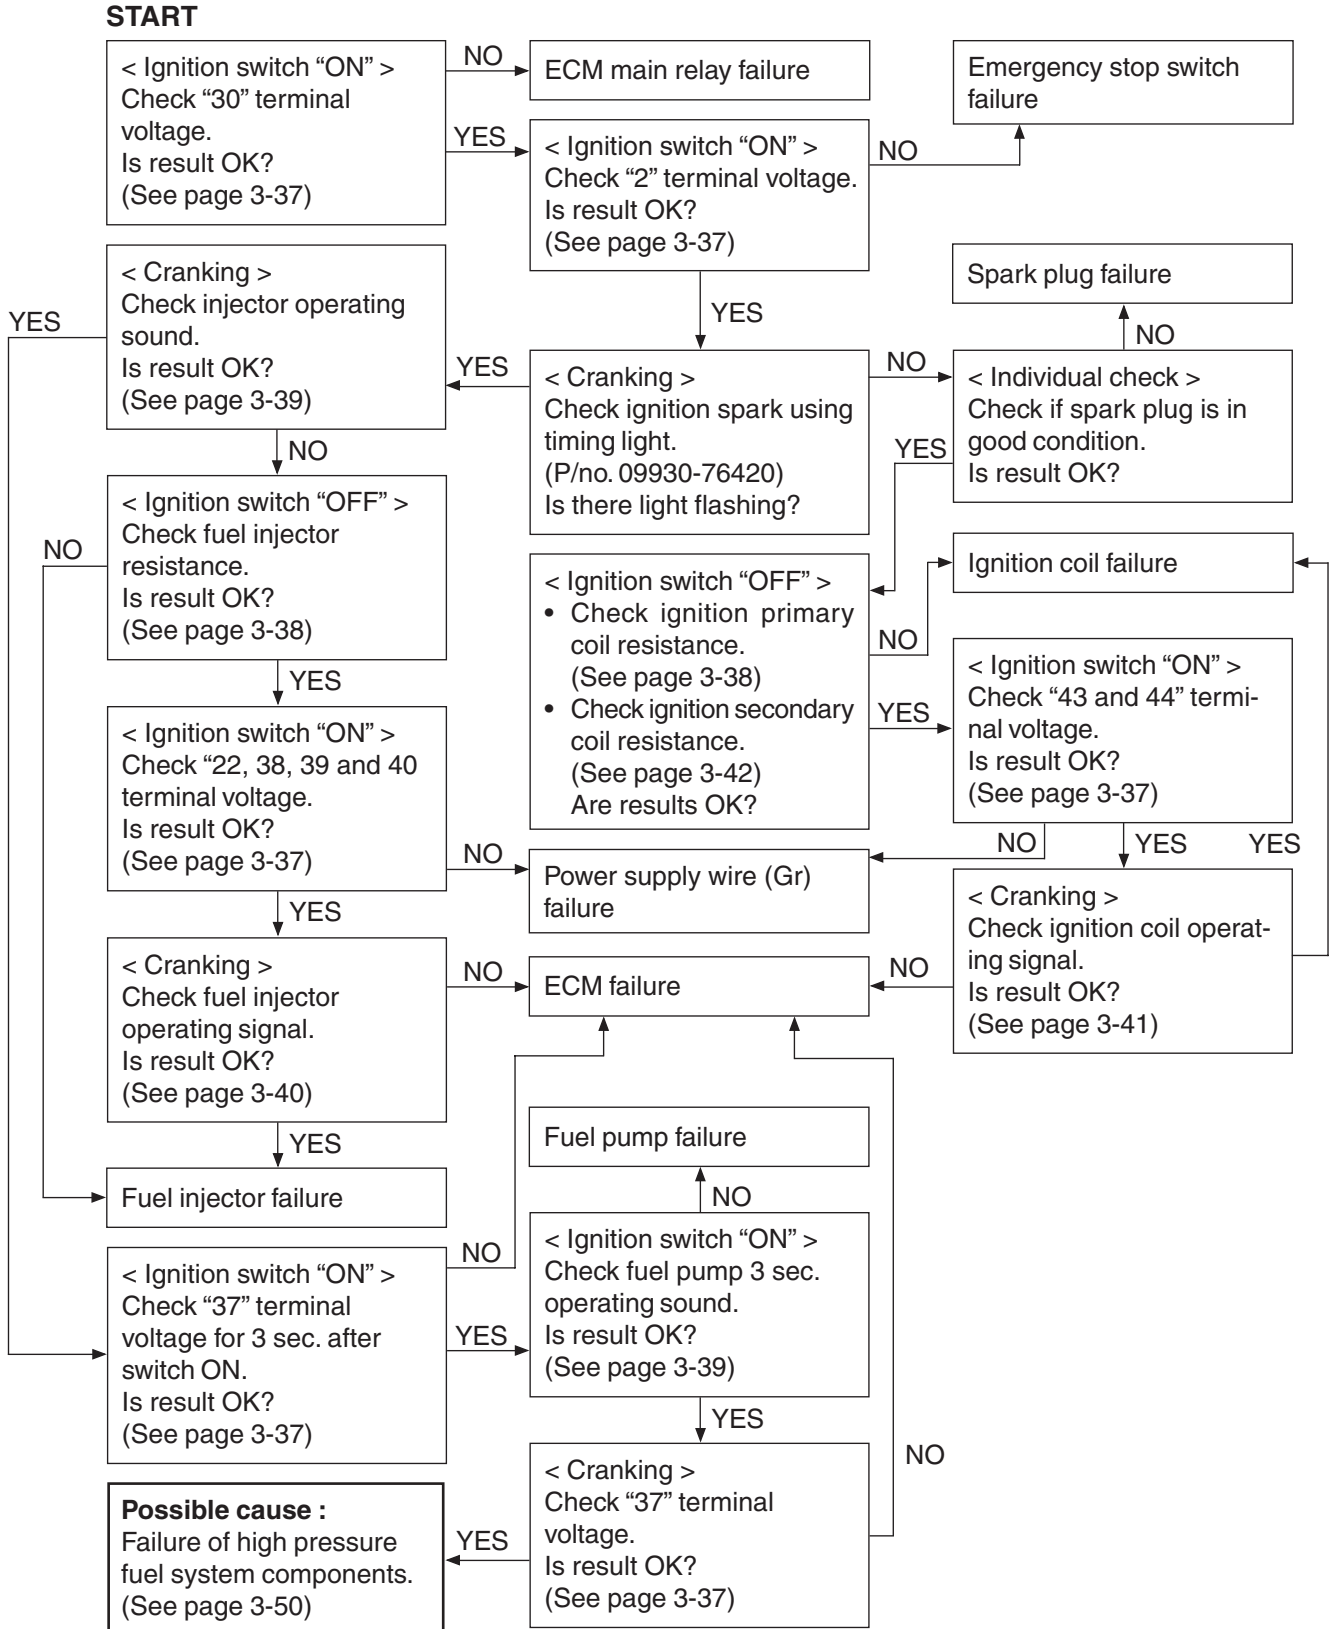 START
< Ignition switch “ON” >
Check “30” terminal
voltage.
Is result OK?
(See page 3-37)
NO
ECM main relay failure
Emergency stop switch
failure
YES
< Ignition switch “ON” >
Check “2” terminal voltage.
Is result OK?
(See page 3-37)
NO
< Cranking >
Check injector operating
sound.
Is result OK?
(See page 3-39)
YES
YES
Spark plug failure
NO
YES
< Cranking >
Check ignition spark using
timing light.
(P/no. 09930-76420)
Is there light flashing?
NO
< Individual check >
Check if spark plug is in
good condition.
Is result OK?
YES
NO
< Ignition switch “OFF” >
Check fuel injector
resistance.
Is result OK?
(See page 3-38)
NO
< Ignition switch “OFF” >
• Check ignition primary
coil resistance.
(See page 3-38)
• Check ignition secondary
coil resistance.
(See page 3-42)
Are results OK?
Ignition coil failure
NO
YES
< Ignition switch “ON” >
Check “43 and 44” termi-
nal voltage.
Is result OK?
(See page 3-37)
YES
< Ignition switch “ON” >
Check “22, 38, 39 and 40
terminal voltage.
Is result OK?
(See page 3-37)
NO
Power supply wire (Gr)
failure
NO
YES
YES
< Cranking >
Check ignition coil operat-
ing signal.
Is result OK?
(See page 3-41)
YES
< Cranking >
Check fuel injector
operating signal.
Is result OK?
(See page 3-40)
NO
ECM failure
NO
YES
Fuel injector failure
Fuel pump failure
NO
< Ignition switch “ON” >
Check “37” terminal
voltage for 3 sec. after
switch ON.
Is result OK?
(See page 3-37)
NO
YES
< Ignition switch “ON” >
Check fuel pump 3 sec.
operating sound.
Is result OK?
(See page 3-39)
YES
NO
< Cranking >
Check “37” terminal
voltage.
Is result OK?
(See page 3-37)
YES
Possible cause :
Failure of high pressure
fuel system components.
(See page 3-50)